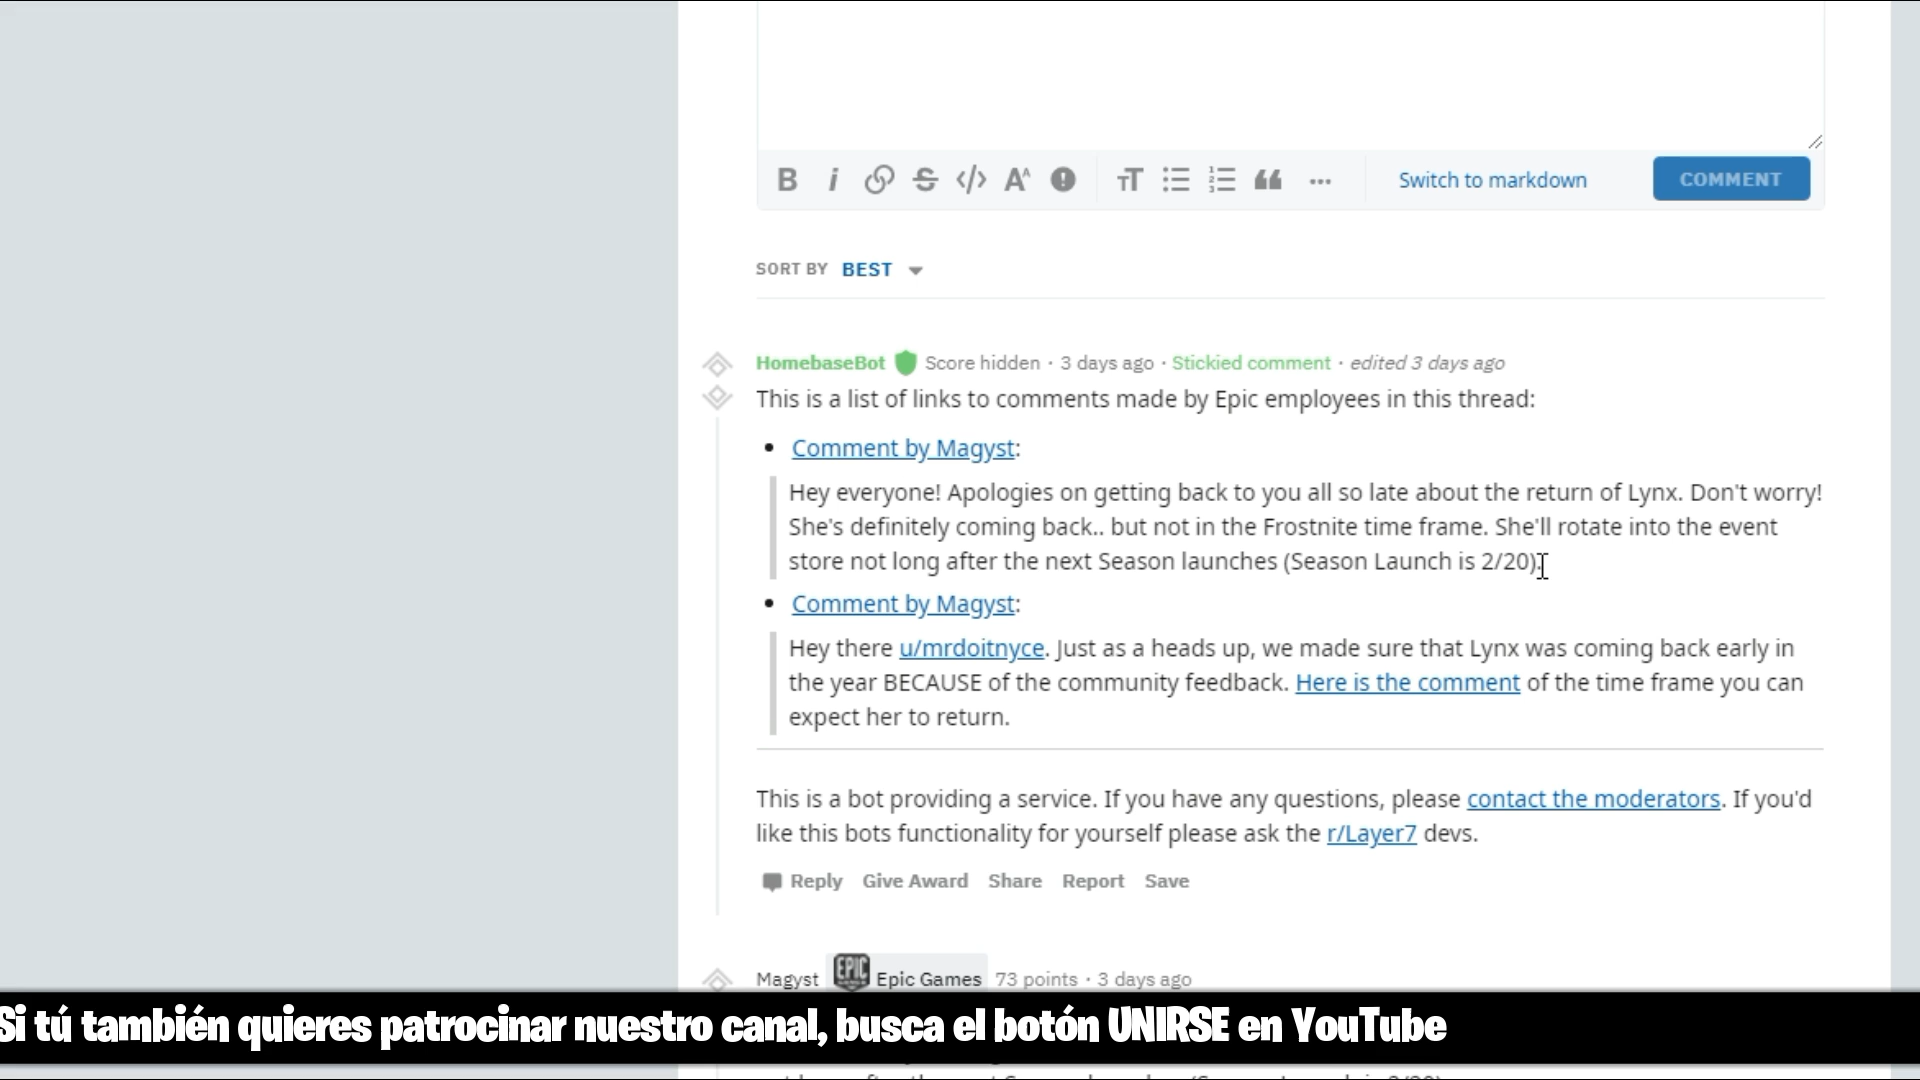 B i S </> AA TT ... Switch to markdown COMMENT
SORT BY BEST
HomebaseBot Score hidden · 3 days ago · Stickied comment · edited 3 days ago
This is a list of links to comments made by Epic employees in this thread:
• Comment by Magyst:
Hey everyone! Apologies on getting back to you all so late about the return of Lynx. Don't worry!
She's definitely coming back.. but not in the Frostnite time frame. She'll rotate into the event
store not long after the next Season launches (Season Launch is 2/20).
• Comment by Magyst:
Hey there u/mrdoitnyce. Just as a heads up, we made sure that Lynx was coming back early in
the year BECAUSE of the community feedback. Here is the comment of the time frame you can
expect her to return.
This is a bot providing a service. If you have any questions, please contact the moderators. If you'd
like this bots functionality for yourself please ask the r/Layer7 devs.
Reply Give Award Share Report Save
Magyst EPIC Epic Games 73 points · 3 days ago
Si tú también quieres patrocinar nuestro canal, busca el botón UNIRSE en YouTube